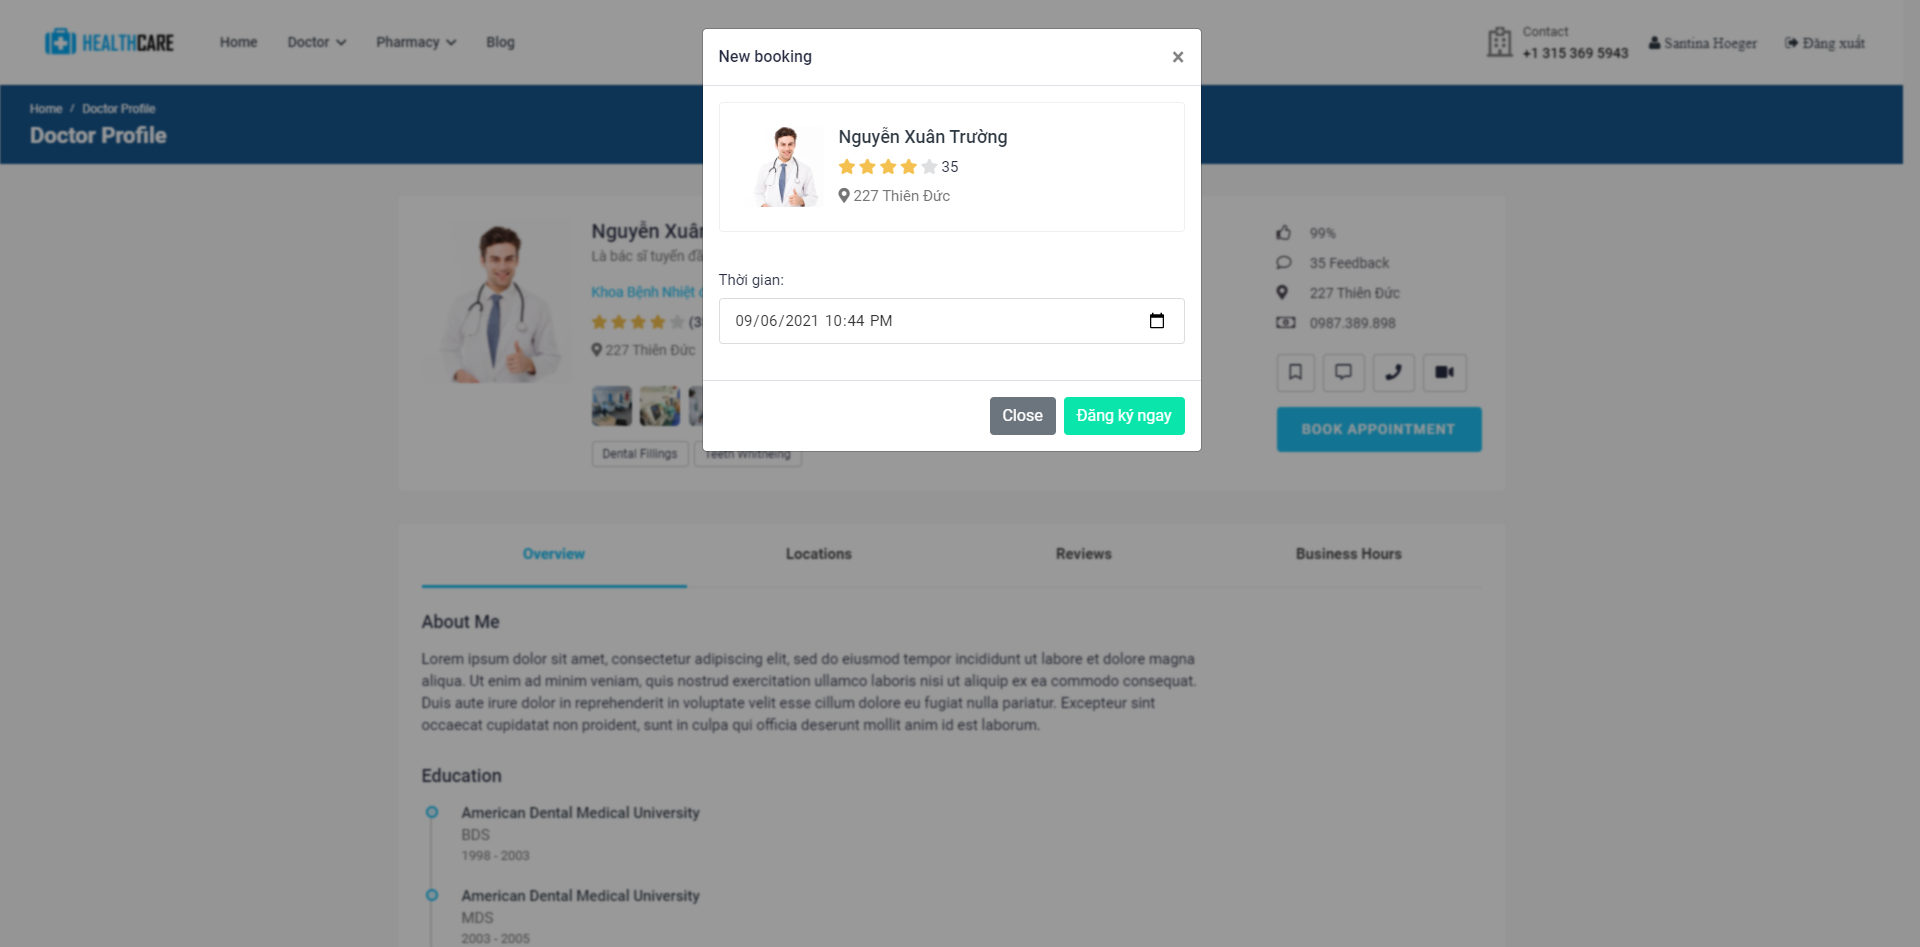 HEALTHCARE
Home
Doctor
Pharmacy
Blog
Contact
+1 315 369 5943
Santina Hoeger
Đăng xuất
Home / Doctor Profile
Doctor Profile
New booking
×
Nguyễn Xuân Trường
35
227 Thiên Đức
Thời gian:
09/06/2021 10:44 PM
Close
Đăng ký ngay
Nguyễn
Là bác sĩ tuyến
Khoa Bệnh Nhiệt
227 Thiên Đức
Dental Fillings
Teeth Whitneing
99%
35 Feedback
227 Thiên Đức
0987.389.898
BOOK APPOINTMENT
Overview
Locations
Reviews
Business Hours
About Me
Lorem ipsum dolor sit amet, consectetur adipiscing elit, sed do eiusmod tempor incididunt ut labore et dolore magna
aliqua. Ut enim ad minim veniam, quis nostrud exercitation ullamco laboris nisi ut aliquip ex ea commodo consequat.
Duis aute irure dolor in reprehenderit in voluptate velit esse cillum dolore eu fugiat nulla pariatur. Excepteur sint
occaecat cupidatat non proident, sunt in culpa qui officia deserunt mollit anim id est laborum.
Education
American Dental Medical University
BDS
1998 - 2003
American Dental Medical University
MDS
2003 - 2005